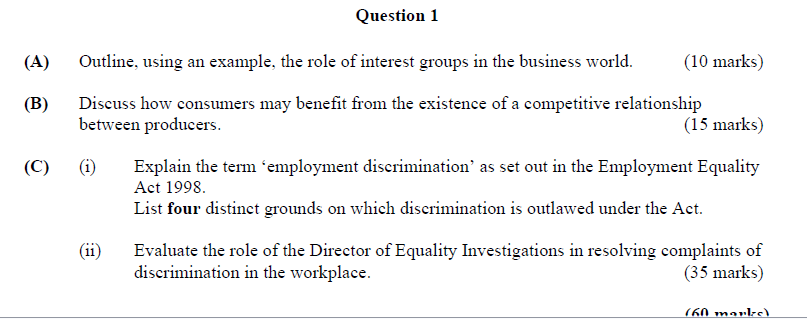 Question 1
(A) Outline, using an example, the role of interest groups in the business world. (10 marks)
(B) Discuss how consumers may benefit from the existence of a competitive relationship
between producers. (15 marks)
(C) (i) Explain the term ‘employment discrimination’ as set out in the Employment Equality
Act 1998.
List four distinct grounds on which discrimination is outlawed under the Act.
(ii) Evaluate the role of the Director of Equality Investigations in resolving complaints of
discrimination in the workplace. (35 marks)
(60 marks)